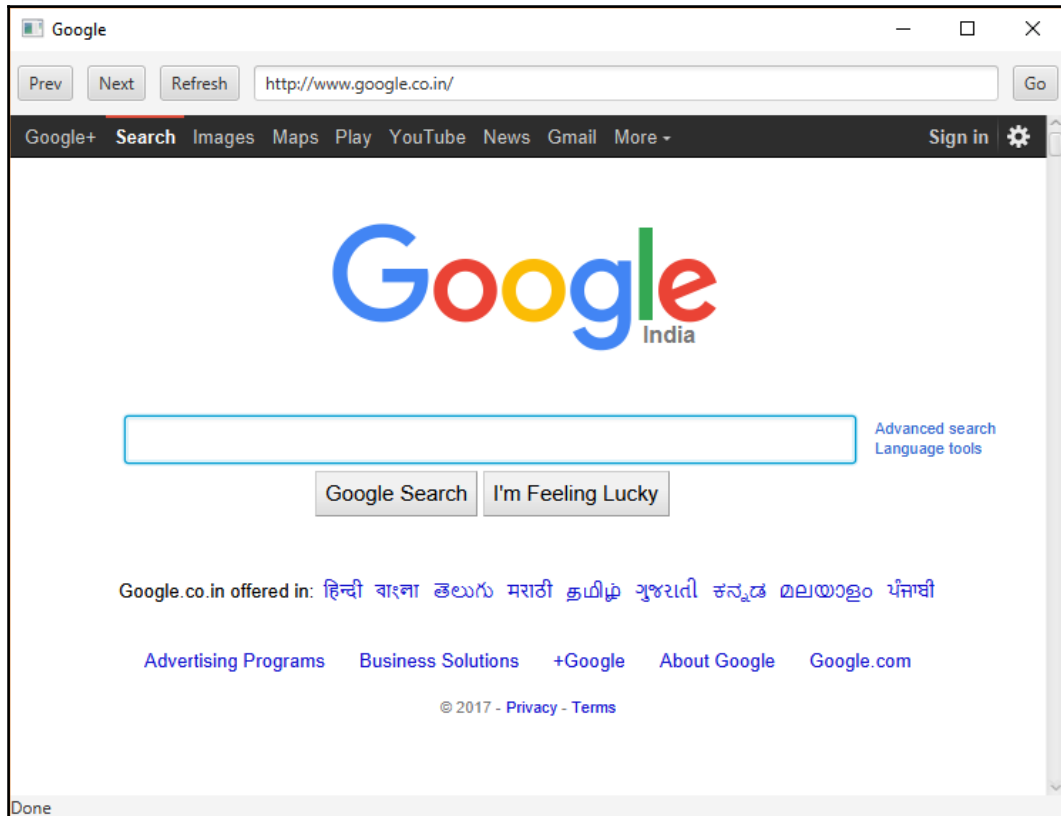 Google
Prev Next Refresh http://www.google.co.in/ Go
Google+ Search Images Maps Play YouTube News Gmail More Sign in
Google
India
Advanced search
Language tools
Google Search I'm Feeling Lucky
Google.co.in offered in: हिन्दी বাংলা తెలుగు मराठी தமிழ் ગુજરાતી ಕನ್ನಡ മലയാളം ਪੰਜਾਬੀ
Advertising Programs Business Solutions +Google About Google Google.com
© 2017 - Privacy - Terms
Done